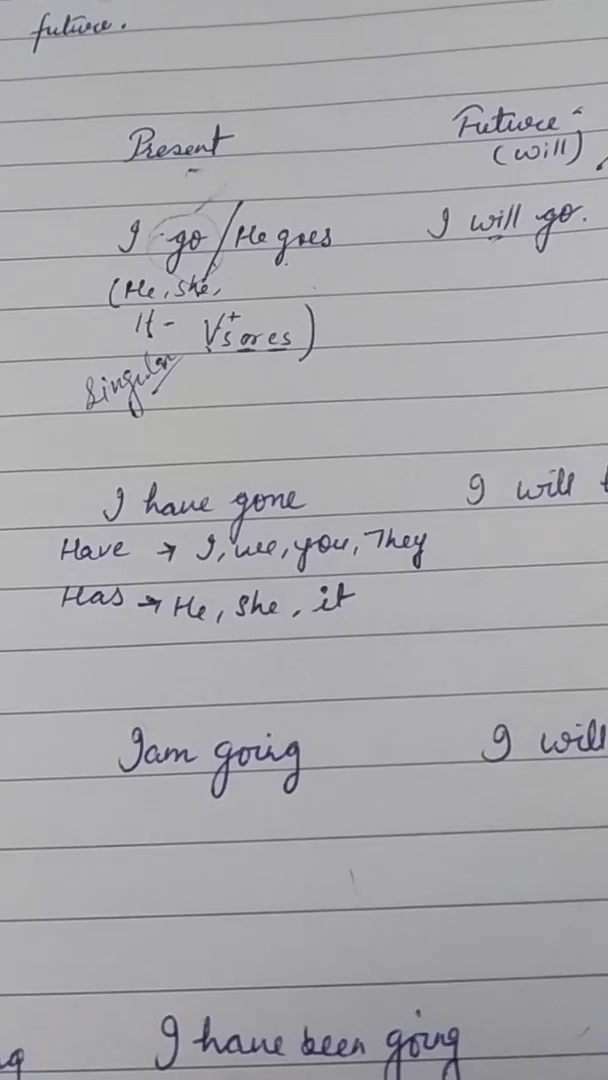 future.
Present
Future:
(will)
I go / He goes
I will go.
(He, She,
It - V+s or es)
Singular
I have gone
I will
Have → I, we, you, They
Has → He, She, it
I am going
I will
I have been going